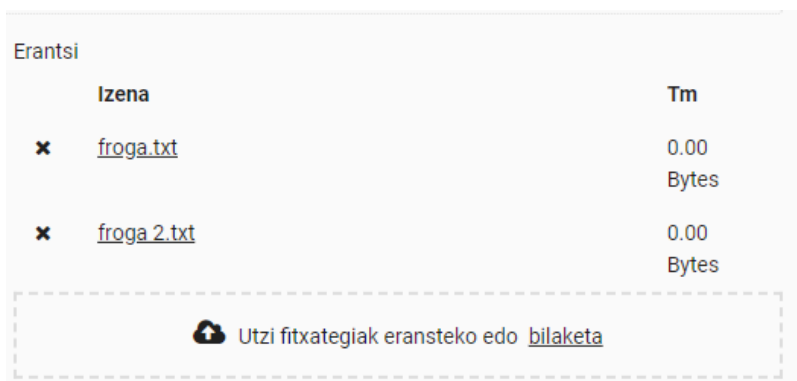 Erantsi
Izena Tm
froga.txt 0.00
Bytes
froga 2.txt 0.00
Bytes
Utzi fitxategiak eransteko edo bilaketa